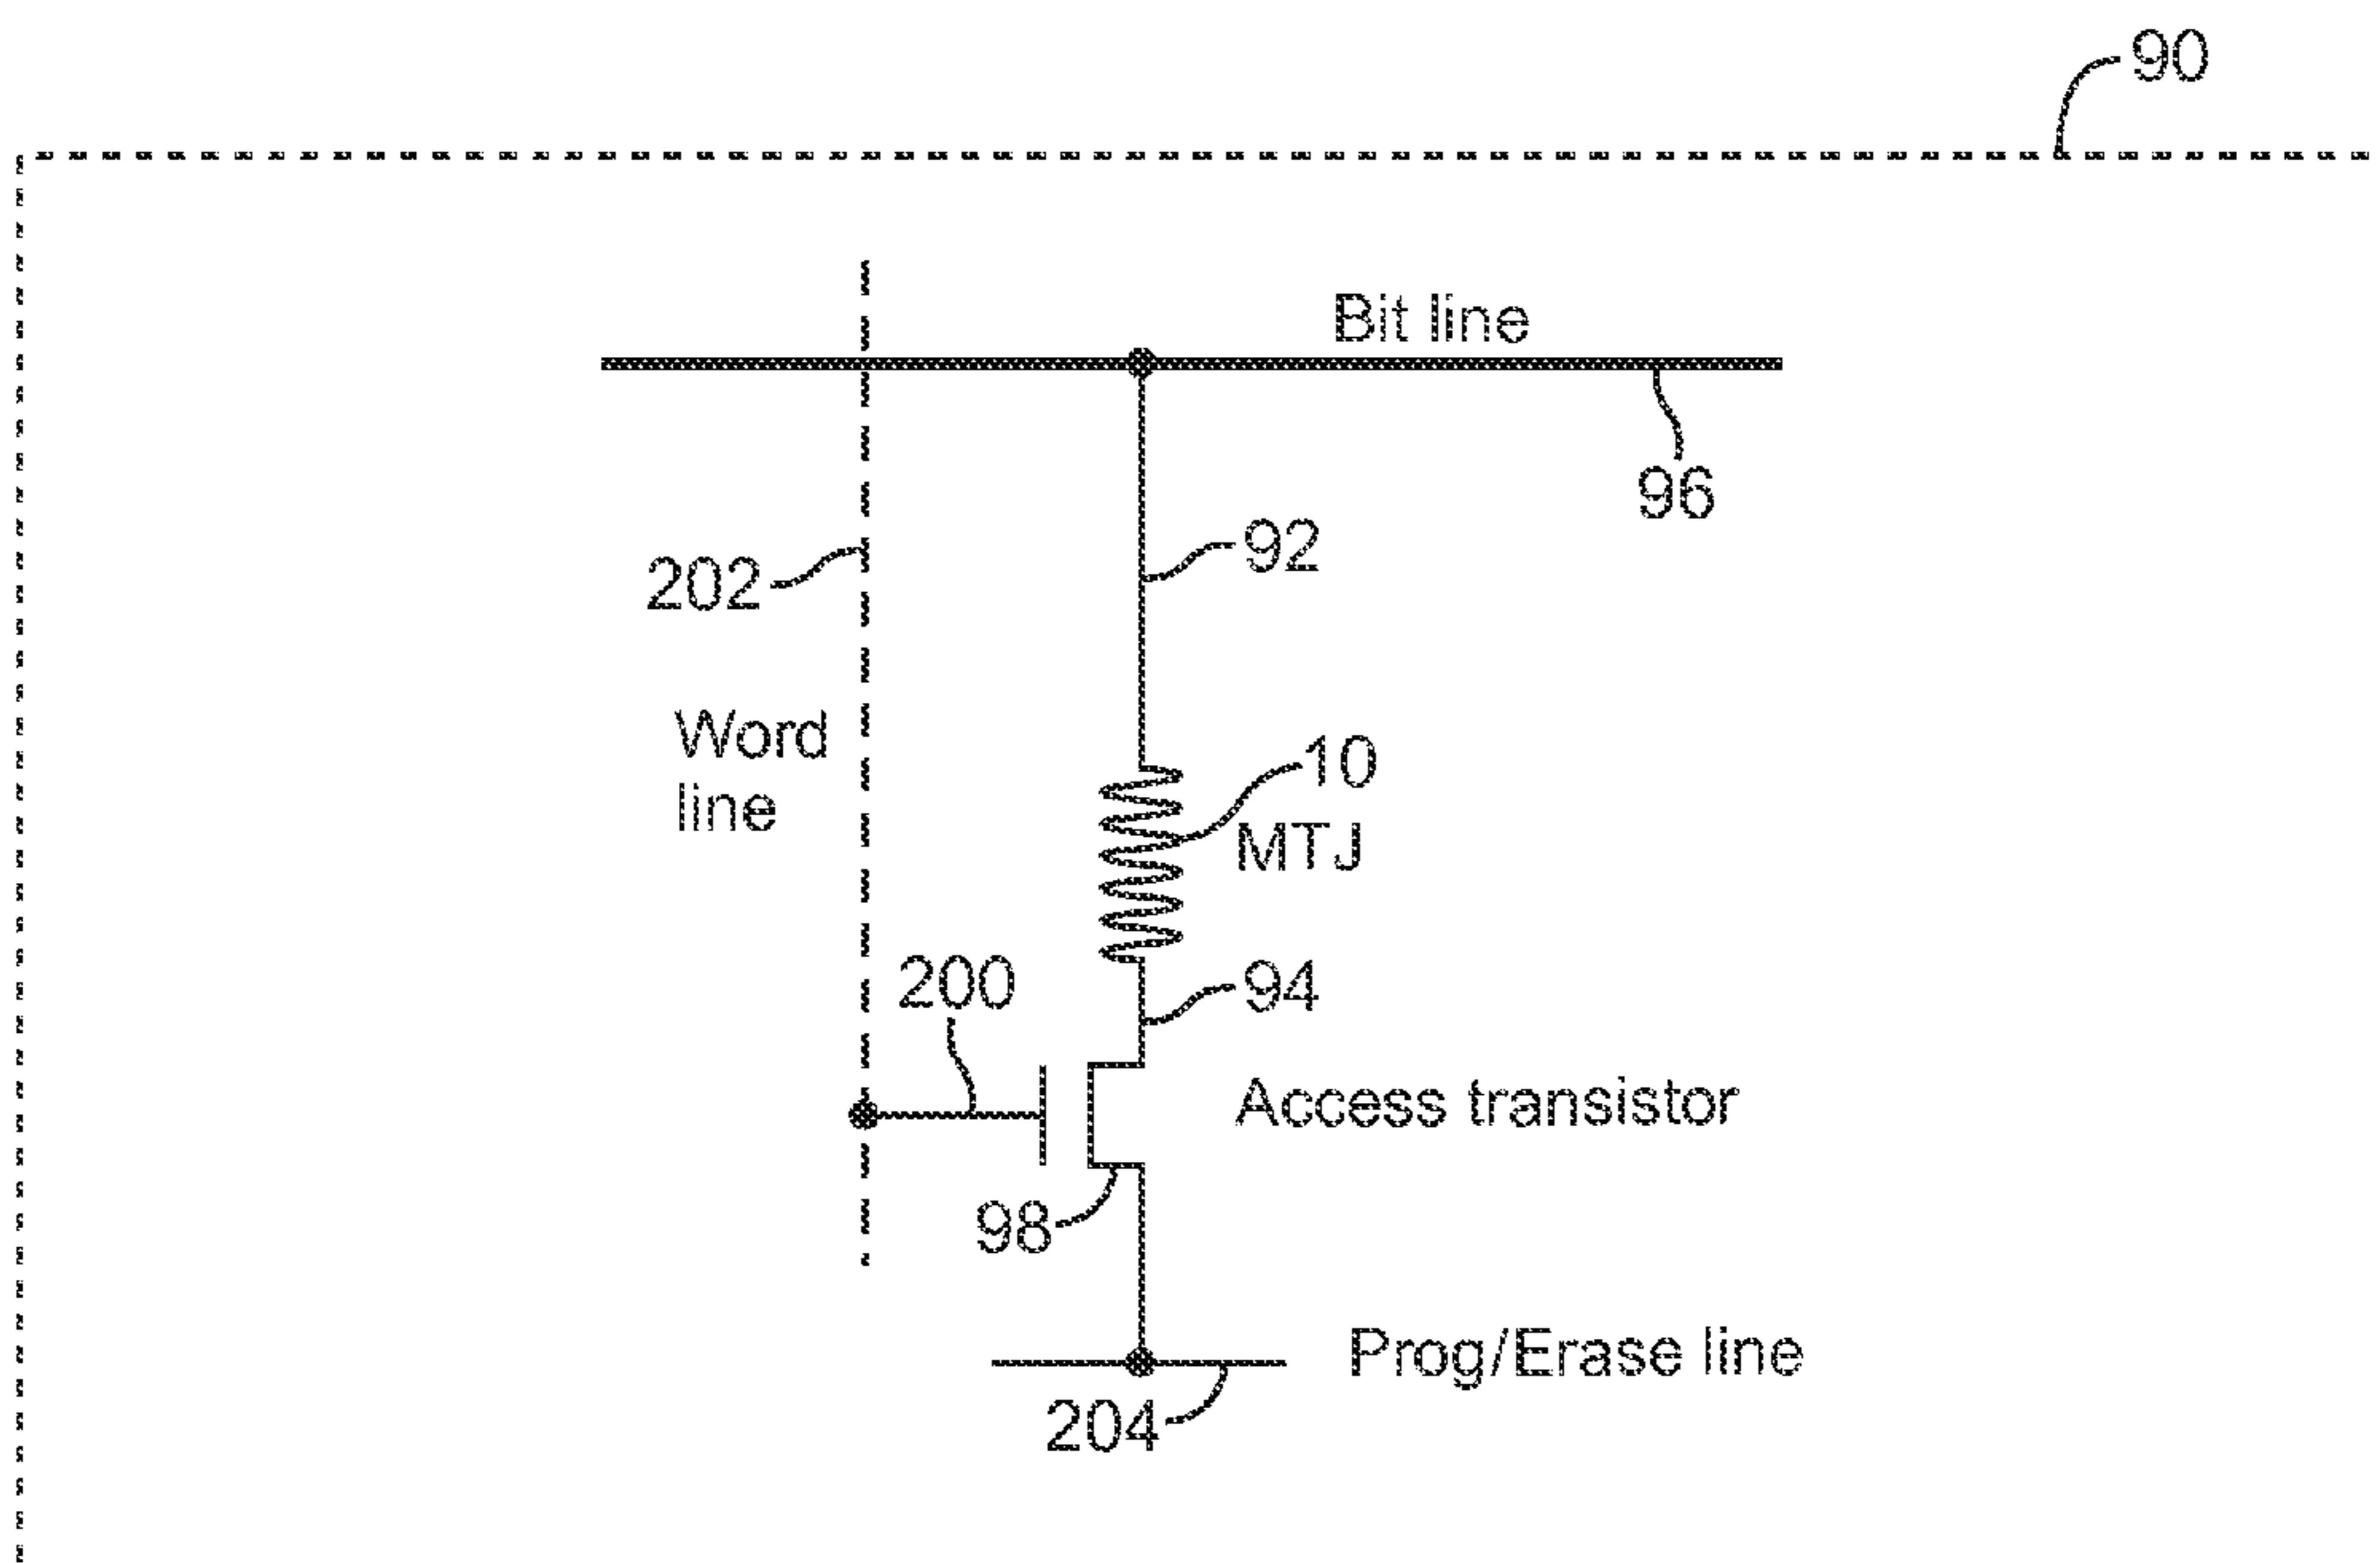 90
Bit line
96
92
202
Word
line
10
MTJ
200
94
Access transistor
98
Prog/Erase line
204